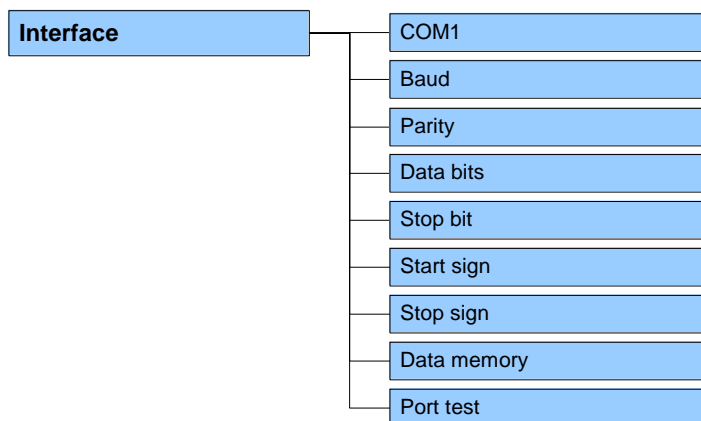 Interface
COM1
Baud
Parity
Data bits
Stop bit
Start sign
Stop sign
Data memory
Port test